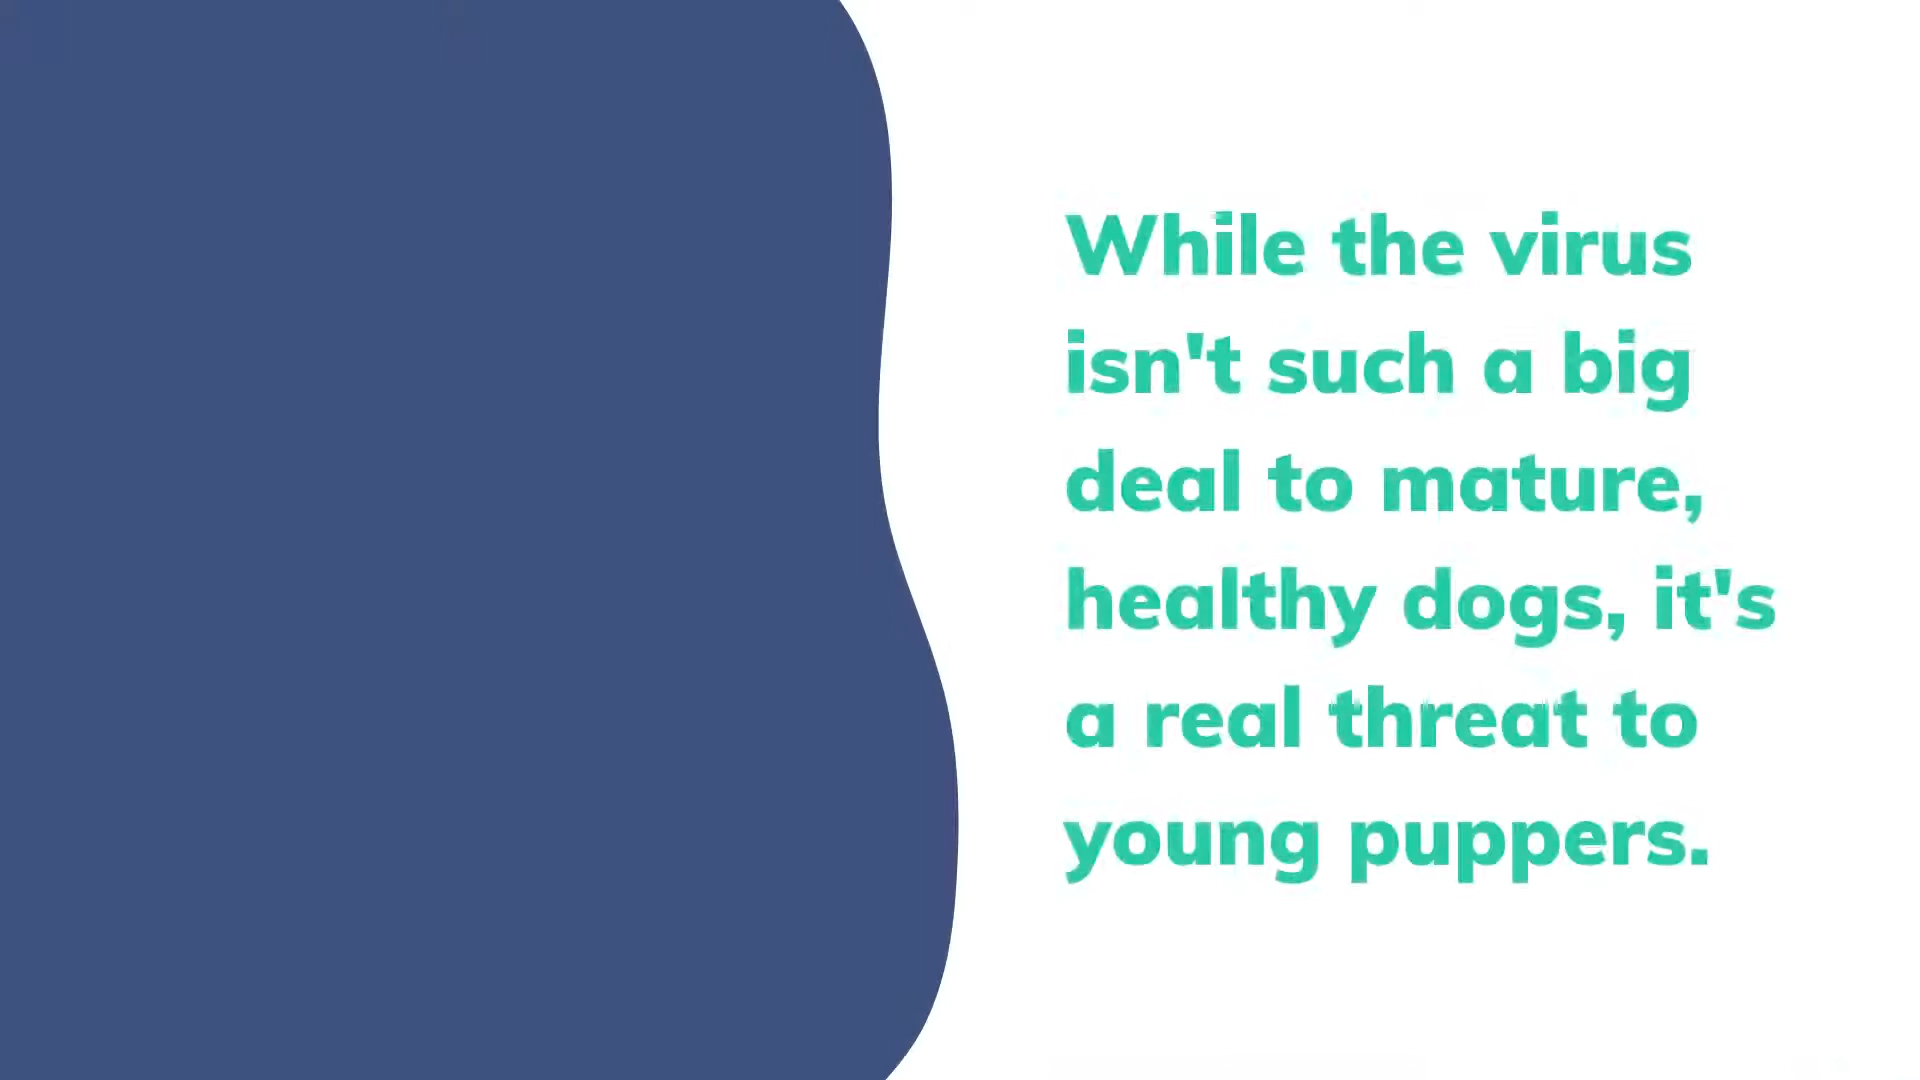 While the virus
isn't such a big
deal to mature,
healthy dogs, it's
a real threat to
young puppers.